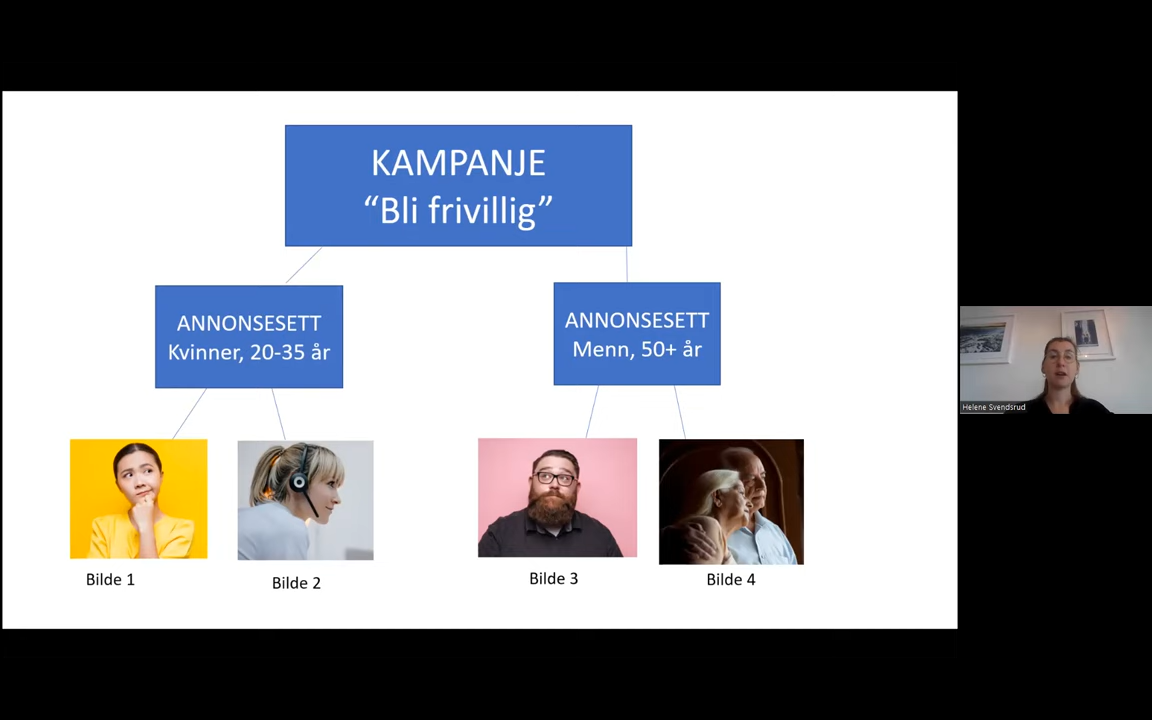 KAMPANJE
“Bli frivillig”
ANNONSESETT
Kvinner, 20-35 år
ANNONSESETT
Menn, 50+ år
Bilde 1
Bilde 2
Bilde 3
Bilde 4
Helene Svendsrud